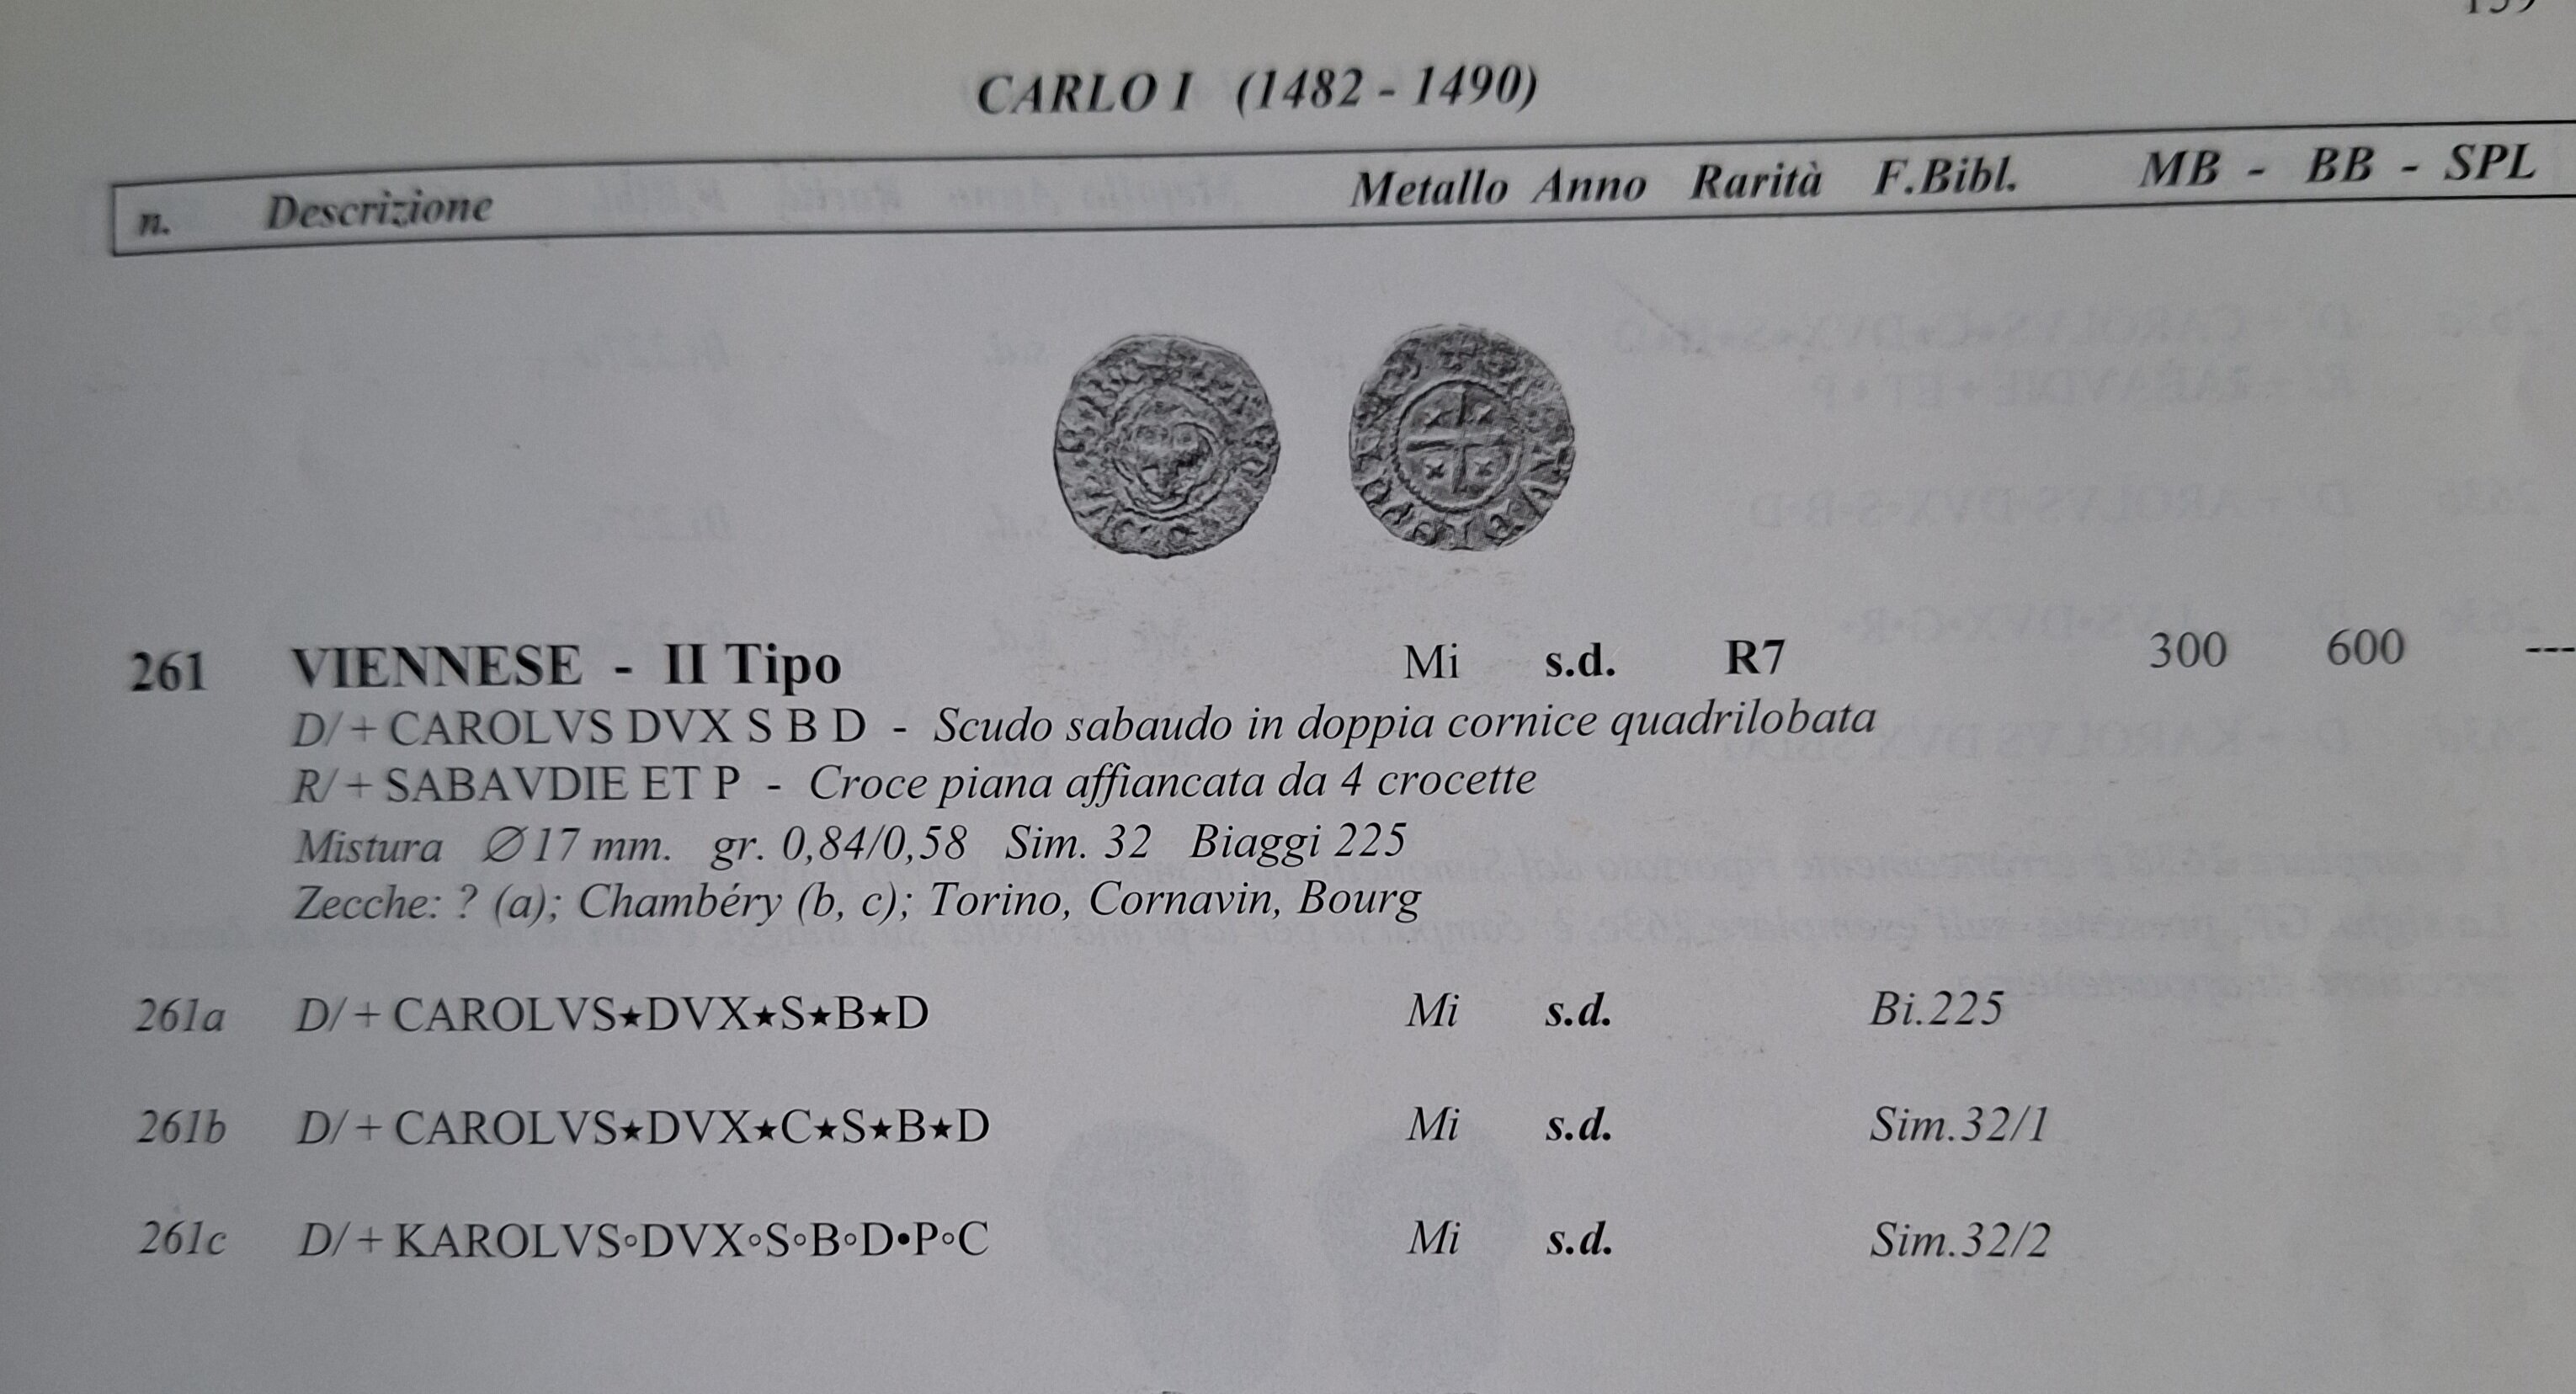 CARLO I (1482 - 1490)
n. Descrizione Metallo Anno Rarità F.Bibl. MB - BB - SPL
261 VIENNESE - II Tipo Mi s.d. R7 300 600 ---
D/ + CAROLVS DVX S B D - Scudo sabaudo in doppia cornice quadrilobata
R/ + SABAVDIE ET P - Croce piana affiancata da 4 crocette
Mistura ∅ 17 mm. gr. 0,84/0,58 Sim. 32 Biaggi 225
Zecche: ? (a); Chambéry (b, c); Torino, Cornavin, Bourg
261a D/ + CAROLVS★DVX★S★B★D Mi s.d. Bi.225
261b D/ + CAROLVS★DVX★C★S★B★D Mi s.d. Sim.32/1
261c D/ + KAROLVS◦DVX◦S◦B◦D•P◦C Mi s.d. Sim.32/2